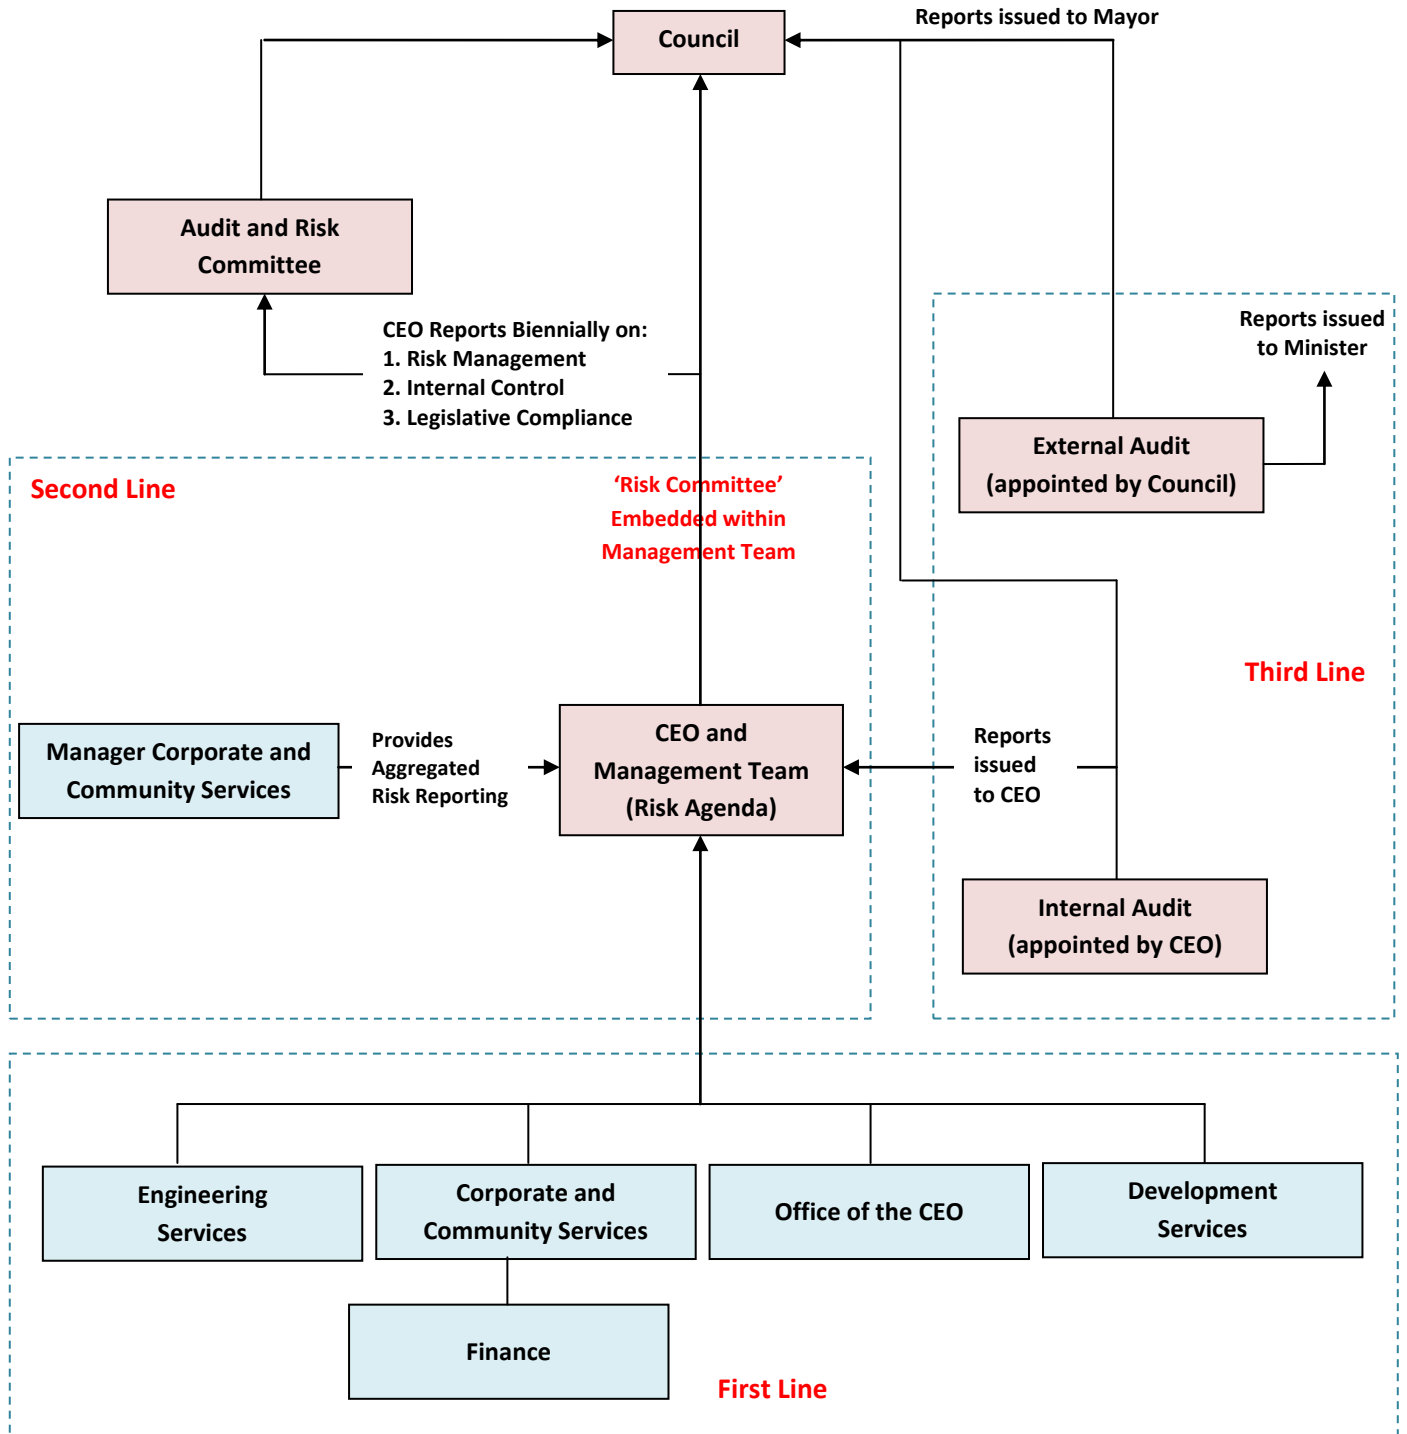 Reports issued to Mayor
Council
Audit and Risk
Committee
CEO Reports Biennially on:
1. Risk Management
2. Internal Control
3. Legislative Compliance
Reports issued
to Minister
External Audit
(appointed by Council)
Second Line
‘Risk Committee’
Embedded within
Management Team
Third Line
Manager Corporate and
Community Services
Provides
Aggregated
Risk Reporting
CEO and
Management Team
(Risk Agenda)
Reports
issued
to CEO
Internal Audit
(appointed by CEO)
Engineering
Services
Corporate and
Community Services
Office of the CEO
Development
Services
Finance
First Line